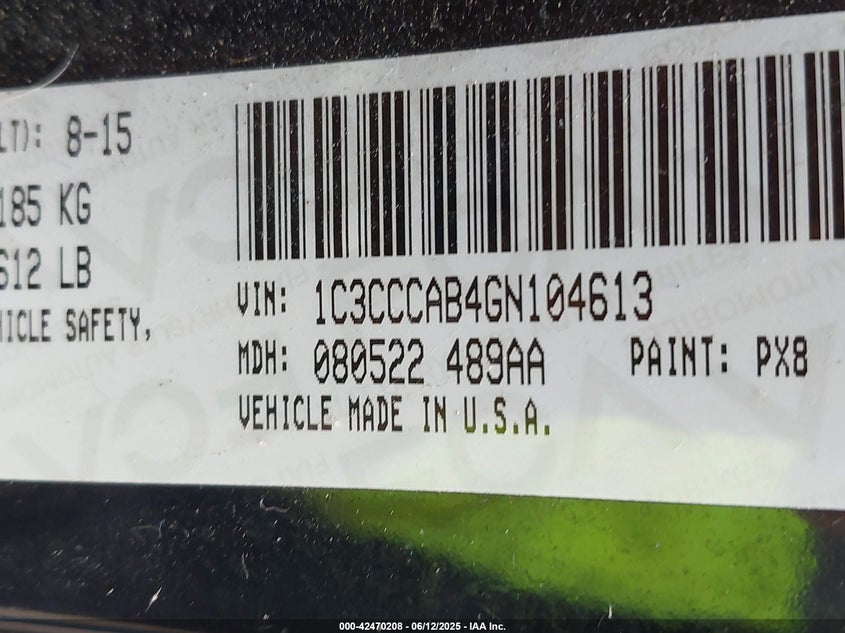 LT): 8-15
185 KG
612 LB
HICLE SAFETY,
VIN: 1C3CCCAB4GN104613
MDH: 080522 489AA PAINT: PX8
VEHICLE MADE IN U.S.A.
000-42470208 - 06/12/2025 - IAA Inc.